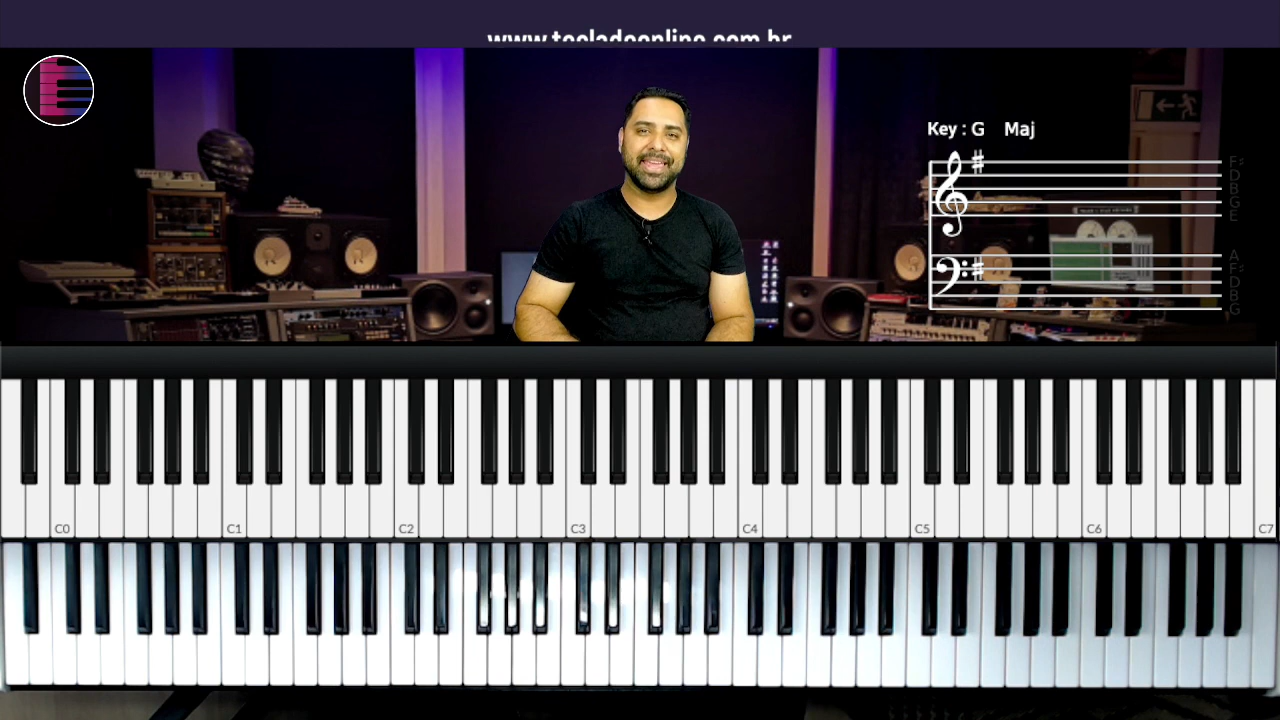 www.tecladoonline.com.br
Key : G Maj
F#
D
B
G
E
A
F#
D
B
G
C0 C1 C2 C3 C4 C5 C6 C7